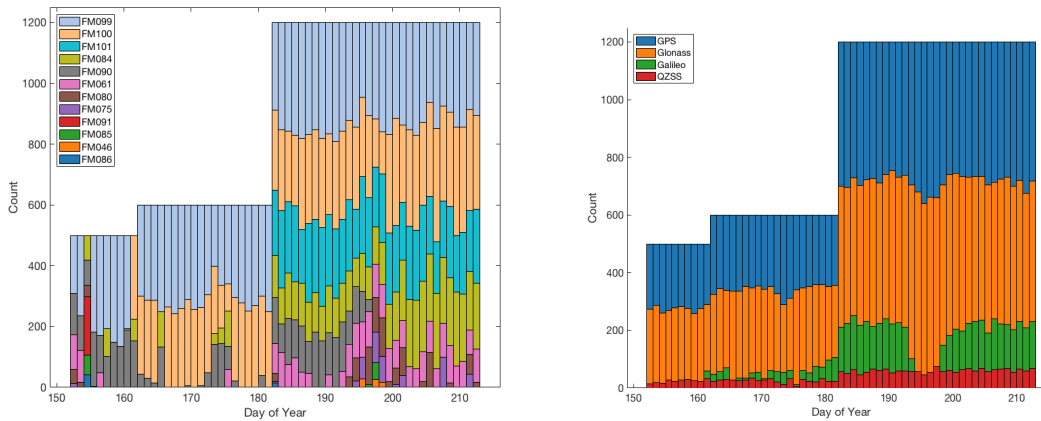 1200
1000
800
600
400
200
0
Count
150
160
170
180
190
200
210
Day of Year
FM099
FM100
FM101
FM084
FM090
FM061
FM080
FM075
FM091
FM085
FM046
FM086
1200
1000
800
600
400
200
0
Count
150
160
170
180
190
200
210
Day of Year
GPS
Glonass
Galileo
QZSS